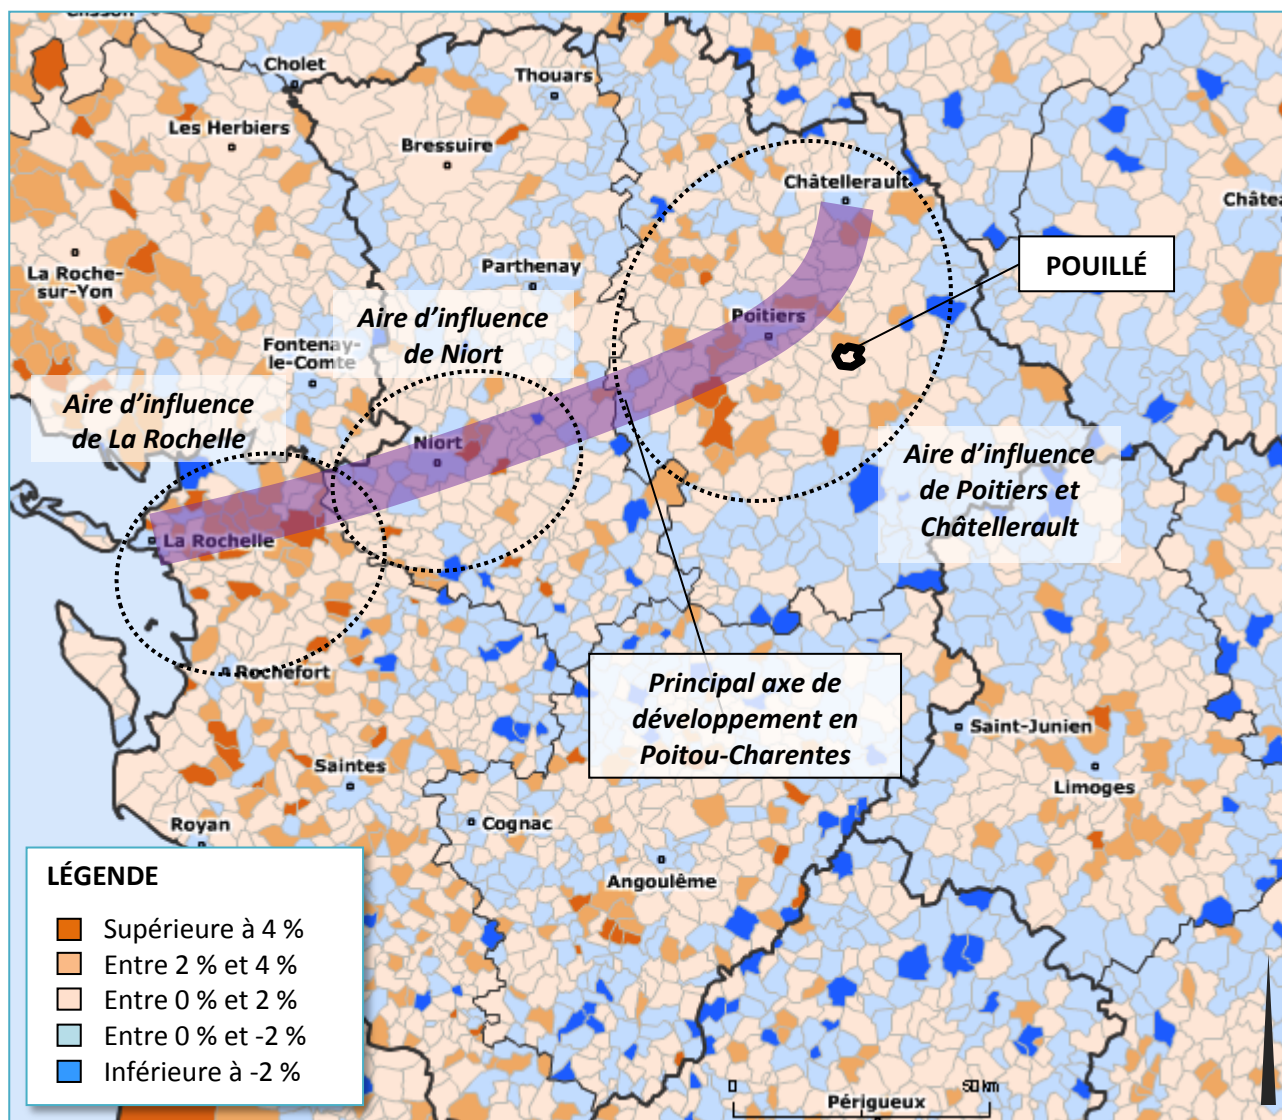 Cholet
Thouars
Les Herbiers
Bressuire
Châtellerault
Châtea
POUILLÉ
La Roche-
sur-Yon
Parthenay
Aire d’influence
de Niort
Poitiers
Fontenay-
le-Comte
Aire d’influence
de La Rochelle
Niort
Aire d’influence
de Poitiers et
Châtellerault
La Rochelle
Rochefort
Principal axe de
développement en
Poitou-Charentes
Saint-Junien
Saintes
Limoges
Royan
Cognac
Angoulême
LÉGENDE
Supérieure à 4 %
Entre 2 % et 4 %
Entre 0 % et 2 %
Entre 0 % et -2 %
Inférieure à -2 %
0
50 km
Périgueux